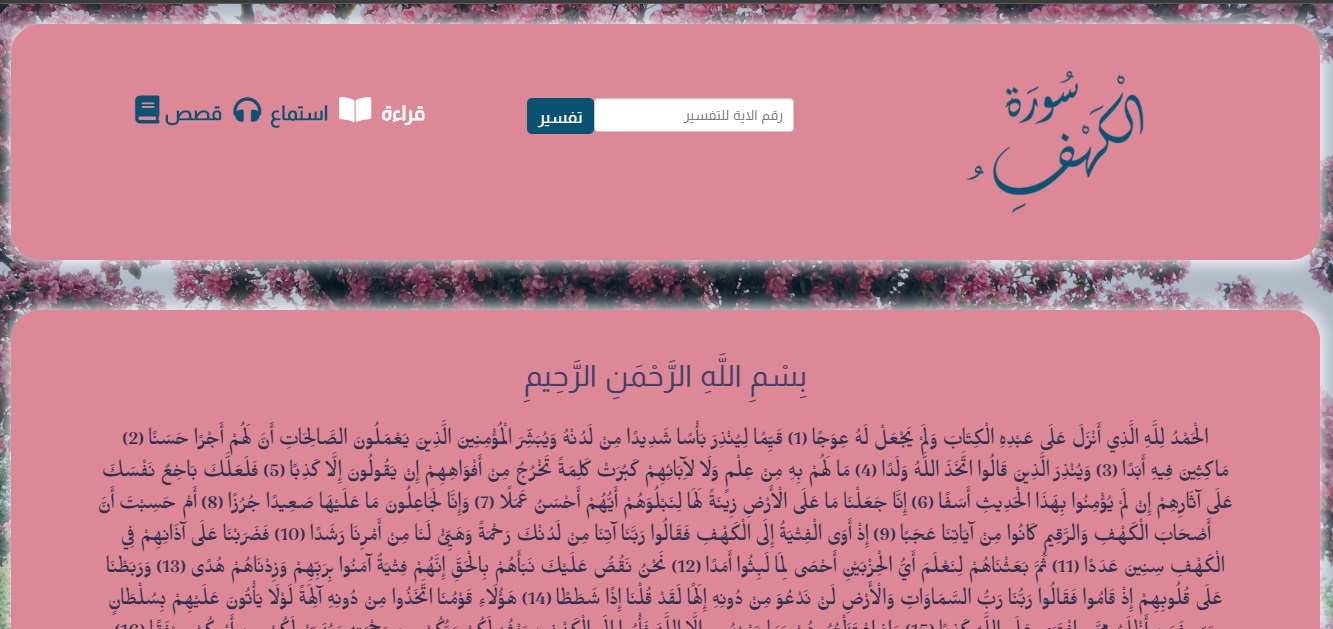 سُورَة
الْكَهْفِ
رقم الاية للتفسير تفسير
قراءة استماع قصص
بِسْمِ اللَّهِ الرَّحْمَنِ الرَّحِيمِ
الْحَمْدُ لِلَّهِ الَّذِي أَنْزَلَ عَلَى عَبْدِهِ الْكِتَابَ وَلَمْ يَجْعَلْ لَهُ عِوَجًا (1) قَيِّمًا لِيُنْذِرَ بَأْسًا شَدِيدًا مِنْ لَدُنْهُ وَيُبَشِّرَ الْمُؤْمِنِينَ الَّذِينَ يَعْمَلُونَ الصَّالِحَاتِ أَنَّ لَهُمْ أَجْرًا حَسَنًا (2)
مَاكِثِينَ فِيهِ أَبَدًا (3) وَيُنْذِرَ الَّذِينَ قَالُوا اتَّخَذَ اللَّهُ وَلَدًا (4) مَا لَهُمْ بِهِ مِنْ عِلْمٍ وَلَا لِآبَائِهِمْ كَبُرَتْ كَلِمَةً تَخْرُجُ مِنْ أَفْوَاهِهِمْ إِنْ يَقُولُونَ إِلَّا كَذِبًا (5) فَلَعَلَّكَ بَاخِعٌ نَفْسَكَ
عَلَى آثَارِهِمْ إِنْ لَمْ يُؤْمِنُوا بِهَذَا الْحَدِيثِ أَسَفًا (6) إِنَّا جَعَلْنَا مَا عَلَى الْأَرْضِ زِينَةً لَهَا لِنَبْلُوَهُمْ أَيُّهُمْ أَحْسَنُ عَمَلًا (7) وَإِنَّا لَجَاعِلُونَ مَا عَلَيْهَا صَعِيدًا جُرُزًا (8) أَمْ حَسِبْتَ أَنَّ
أَصْحَابَ الْكَهْفِ وَالرَّقِيمِ كَانُوا مِنْ آيَاتِنَا عَجَبًا (9) إِذْ أَوَى الْفِتْيَةُ إِلَى الْكَهْفِ فَقَالُوا رَبَّنَا آتِنَا مِنْ لَدُنْكَ رَحْمَةً وَهَيِّئْ لَنَا مِنْ أَمْرِنَا رَشَدًا (10) فَضَرَبْنَا عَلَى آذَانِهِمْ فِي
الْكَهْفِ سِنِينَ عَدَدًا (11) ثُمَّ بَعَثْنَاهُمْ لِنَعْلَمَ أَيُّ الْحِزْبَيْنِ أَحْصَى لِمَا لَبِثُوا أَمَدًا (12) نَحْنُ نَقُصُّ عَلَيْكَ نَبَأَهُمْ بِالْحَقِّ إِنَّهُمْ فِتْيَةٌ آمَنُوا بِرَبِّهِمْ وَزِدْنَاهُمْ هُدًى (13) وَرَبَطْنَا
عَلَى قُلُوبِهِمْ إِذْ قَامُوا فَقَالُوا رَبُّنَا رَبُّ السَّمَاوَاتِ وَالْأَرْضِ لَنْ نَدْعُوَ مِنْ دُونِهِ إِلَهًا لَقَدْ قُلْنَا إِذًا شَطَطًا (14) هَؤُلَاءِ قَوْمُنَا اتَّخَذُوا مِنْ دُونِهِ آلِهَةً لَوْلَا يَأْتُونَ عَلَيْهِمْ بِسُلْطَانٍ